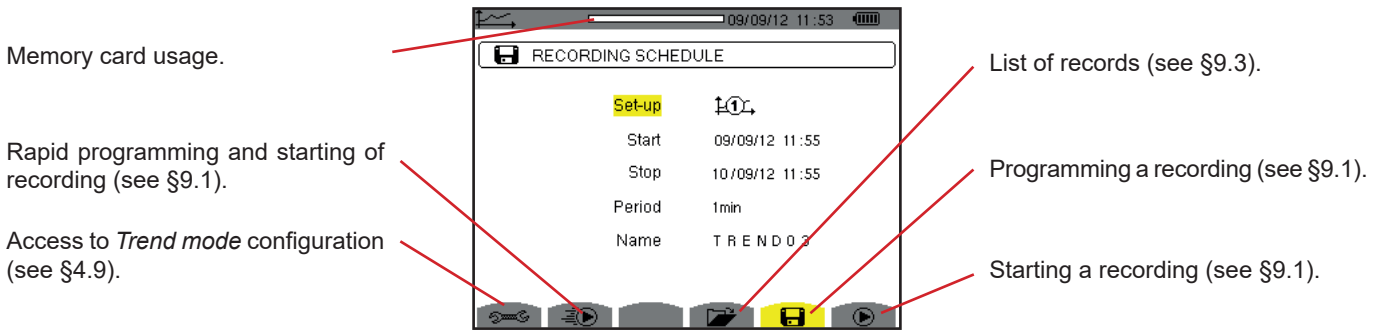 09/09/12 11:53
Memory card usage.
RECORDING SCHEDULE
List of records (see §9.3).
Set-up 1
Start 09/09/12 11:55
Rapid programming and starting of
recording (see §9.1).
Stop 10/09/12 11:55
Programming a recording (see §9.1).
Period 1min
Access to Trend mode configuration
(see §4.9).
Name TREND03
Starting a recording (see §9.1).